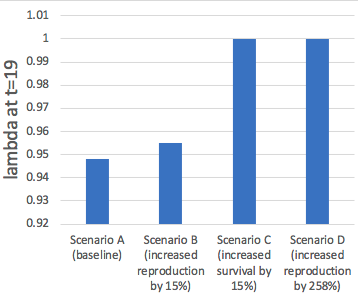 lambda at t=19
1.01
1
0.99
0.98
0.97
0.96
0.95
0.94
0.93
0.92
Scenario A
(baseline)
Scenario B
(increased
reproduction
by 15%)
Scenario C
(increased
survival by
15%)
Scenario D
(increased
reproduction
by 258%)